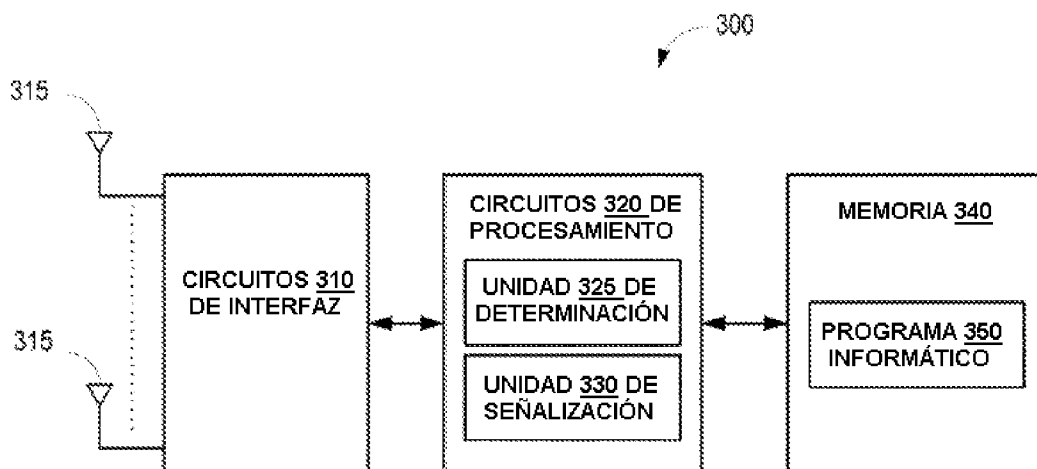 300
315
CIRCUITOS 310
DE INTERFAZ
315
CIRCUITOS 320 DE
PROCESAMIENTO
UNIDAD 325 DE
DETERMINACIÓN
UNIDAD 330 DE
SEÑALIZACIÓN
MEMORIA 340
PROGRAMA 350
INFORMÁTICO